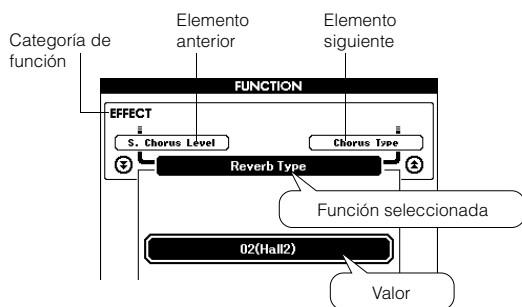 Categoría de
función
Elemento
anterior
Elemento
siguiente
FUNCTION
EFFECT
S. Chorus Level
Chorus Type
Reverb Type
Función seleccionada
02(Hall2)
Valor